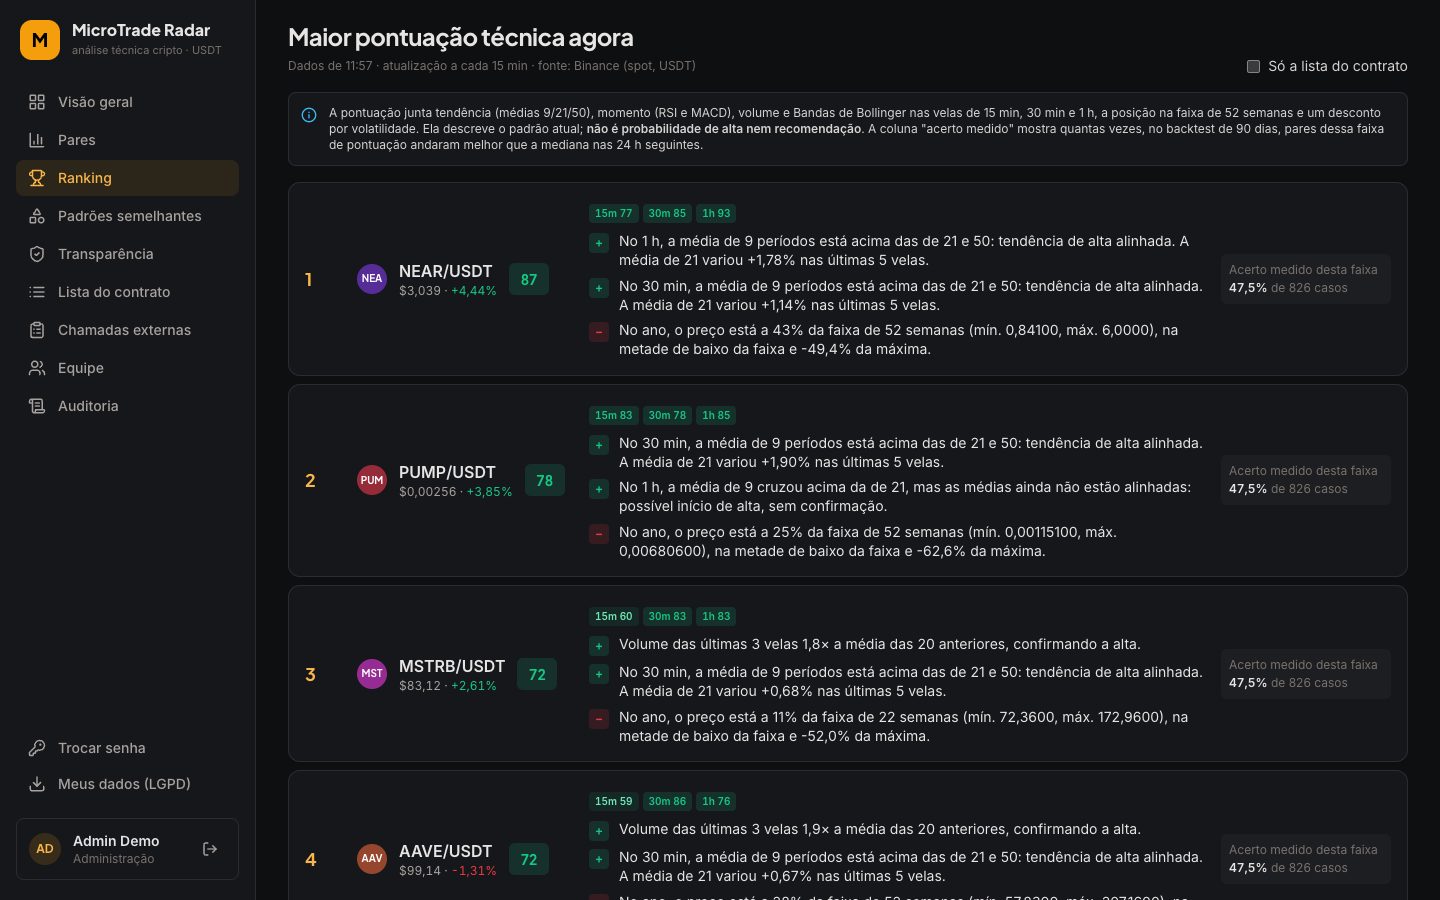 M
MicroTrade Radar
análise técnica cripto · USDT
Visão geral
Pares
Ranking
Padrões semelhantes
Transparência
Lista do contrato
Chamadas externas
Equipe
Auditoria
Trocar senha
Meus dados (LGPD)
AD
Admin Demo
Administração
Maior pontuação técnica agora
Dados de 11:57 · atualização a cada 15 min · fonte: Binance (spot, USDT)
Só a lista do contrato
A pontuação junta tendência (médias 9/21/50), momento (RSI e MACD), volume e Bandas de Bollinger nas velas de 15 min, 30 min e 1 h, a posição na faixa de 52 semanas e um desconto
por volatilidade. Ela descreve o padrão atual; não é probabilidade de alta nem recomendação. A coluna "acerto medido" mostra quantas vezes, no backtest de 90 dias, pares dessa faixa
de pontuação andaram melhor que a mediana nas 24 h seguintes.
1
NEA
NEAR/USDT
$3,039 · +4,44%
87
15m 77 30m 85 1h 93
+ No 1 h, a média de 9 períodos está acima das de 21 e 50: tendência de alta alinhada. A
média de 21 variou +1,78% nas últimas 5 velas.
+ No 30 min, a média de 9 períodos está acima das de 21 e 50: tendência de alta alinhada.
A média de 21 variou +1,14% nas últimas 5 velas.
− No ano, o preço está a 43% da faixa de 52 semanas (mín. 0,84100, máx. 6,0000), na
metade de baixo da faixa e -49,4% da máxima.
Acerto medido desta faixa
47,5% de 826 casos
2
PUM
PUMP/USDT
$0,00256 · +3,85%
78
15m 83 30m 78 1h 85
+ No 30 min, a média de 9 períodos está acima das de 21 e 50: tendência de alta alinhada.
A média de 21 variou +1,90% nas últimas 5 velas.
+ No 1 h, a média de 9 cruzou acima da de 21, mas as médias ainda não estão alinhadas:
possível início de alta, sem confirmação.
− No ano, o preço está a 25% da faixa de 52 semanas (mín. 0,00115100, máx.
0,00680600), na metade de baixo da faixa e -62,6% da máxima.
Acerto medido desta faixa
47,5% de 826 casos
3
MST
MSTRB/USDT
$83,12 · +2,61%
72
15m 60 30m 83 1h 83
+ Volume das últimas 3 velas 1,8× a média das 20 anteriores, confirmando a alta.
+ No 30 min, a média de 9 períodos está acima das de 21 e 50: tendência de alta alinhada.
A média de 21 variou +0,68% nas últimas 5 velas.
− No ano, o preço está a 11% da faixa de 22 semanas (mín. 72,3600, máx. 172,9600), na
metade de baixo da faixa e -52,0% da máxima.
Acerto medido desta faixa
47,5% de 826 casos
4
AAV
AAVE/USDT
$99,14 · -1,31%
72
15m 59 30m 86 1h 76
+ Volume das últimas 3 velas 1,9× a média das 20 anteriores, confirmando a alta.
+ No 30 min, a média de 9 períodos está acima das de 21 e 50: tendência de alta alinhada.
A média de 21 variou +0,67% nas últimas 5 velas.
Acerto medido desta faixa
47,5% de 826 casos